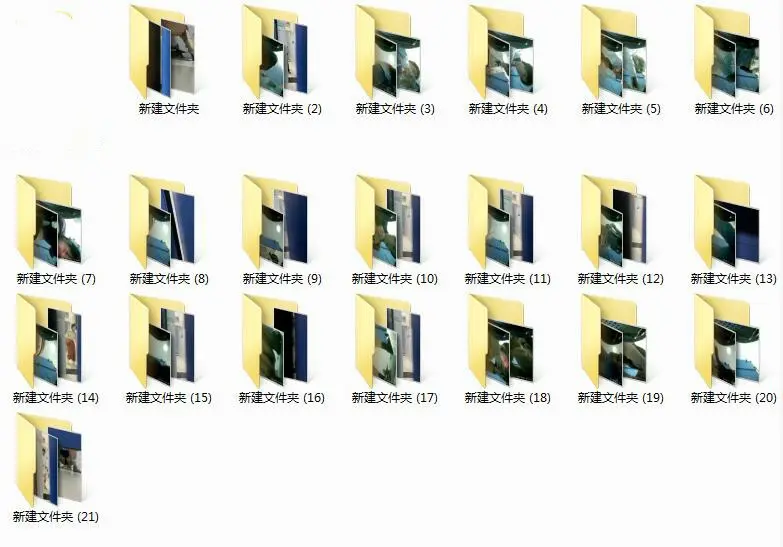 新建文件夹
新建文件夹 (2)
新建文件夹 (3)
新建文件夹 (4)
新建文件夹 (5)
新建文件夹 (6)
新建文件夹 (7)
新建文件夹 (8)
新建文件夹 (9)
新建文件夹 (10)
新建文件夹 (11)
新建文件夹 (12)
新建文件夹 (13)
新建文件夹 (14)
新建文件夹 (15)
新建文件夹 (16)
新建文件夹 (17)
新建文件夹 (18)
新建文件夹 (19)
新建文件夹 (20)
新建文件夹 (21)